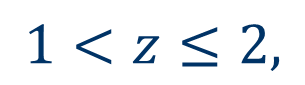 1 < z ≤ 2,